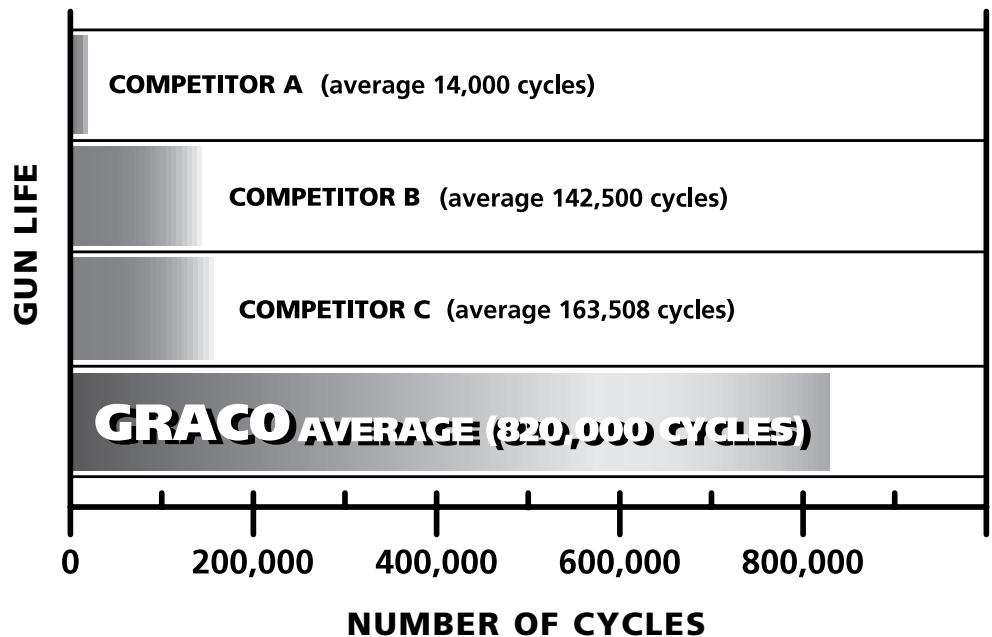 GUN LIFE
COMPETITOR A (average 14,000 cycles)
COMPETITOR B (average 142,500 cycles)
COMPETITOR C (average 163,508 cycles)
GRACO AVERAGE (820,000 CYCLES)
0 200,000 400,000 600,000 800,000
NUMBER OF CYCLES